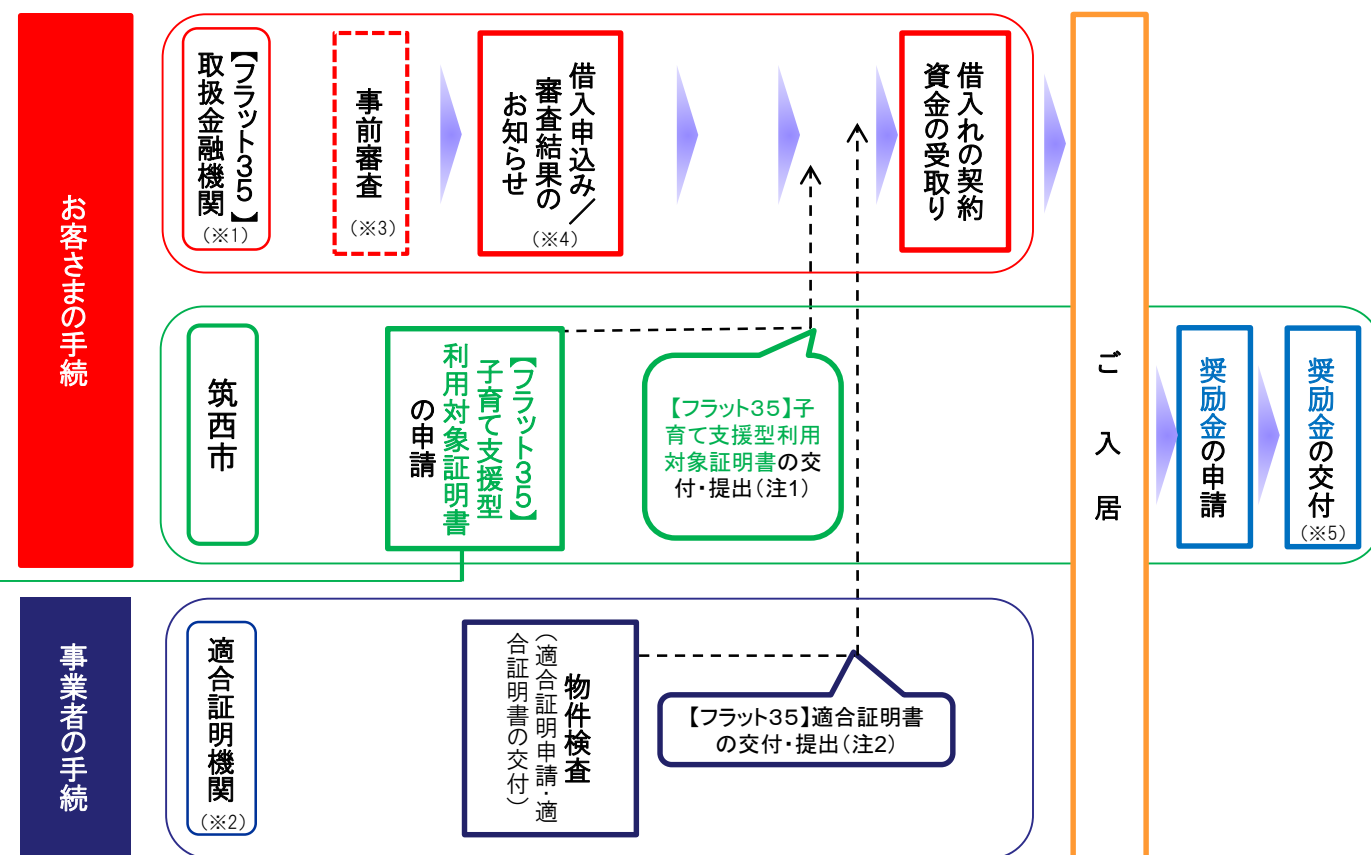 お客さまの手続
【フラット３５】
取扱金融機関
（※1）
事前審査
（※3）
借入申込み／
審査結果の
お知らせ
（※4）
借入れの契約
資金の受取り
筑西市
【フラット３５】
子育て支援型
利用対象証明書
の申請
【フラット３５】子
育て支援型利用
対象証明書の交
付・提出（注1）
ご入居
奨励金の申請
奨励金の交付
（※5）
事業者の手続
適合証明機関
（※2）
物件検査
（適合証明申請・適
合証明書の交付）
【フラット３５】適合証明書
の交付・提出（注2）